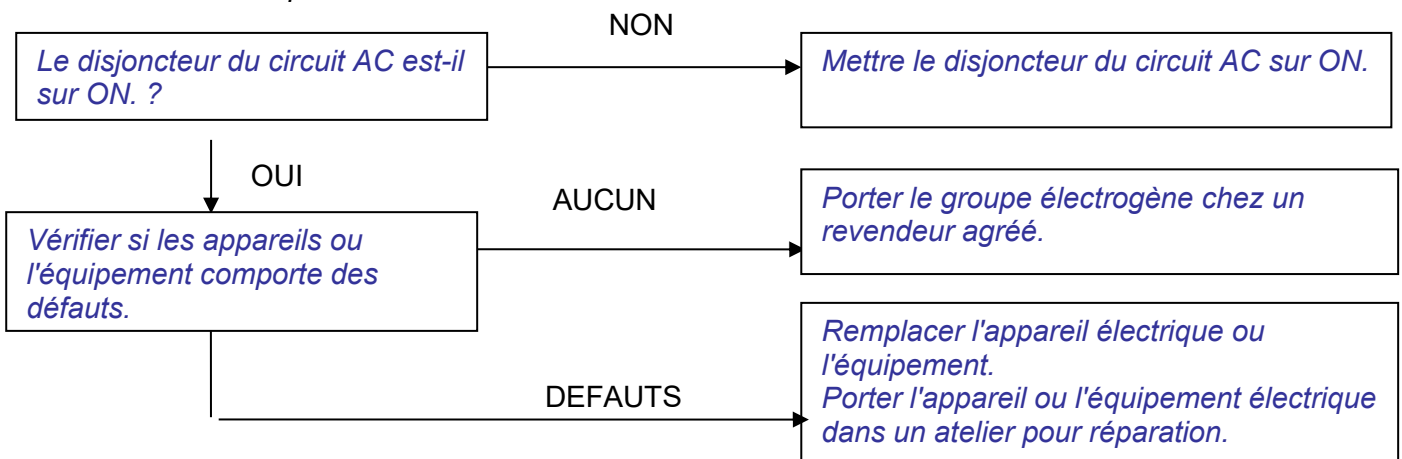 NON
Le disjoncteur du circuit AC est-il
sur ON. ?
Mettre le disjoncteur du circuit AC sur ON.
OUI
AUCUN
Vérifier si les appareils ou
l'équipement comporte des
défauts.
Porter le groupe électrogène chez un
revendeur agréé.
DEFAUTS
Remplacer l'appareil électrique ou
l'équipement.
Porter l'appareil ou l'équipement électrique
dans un atelier pour réparation.